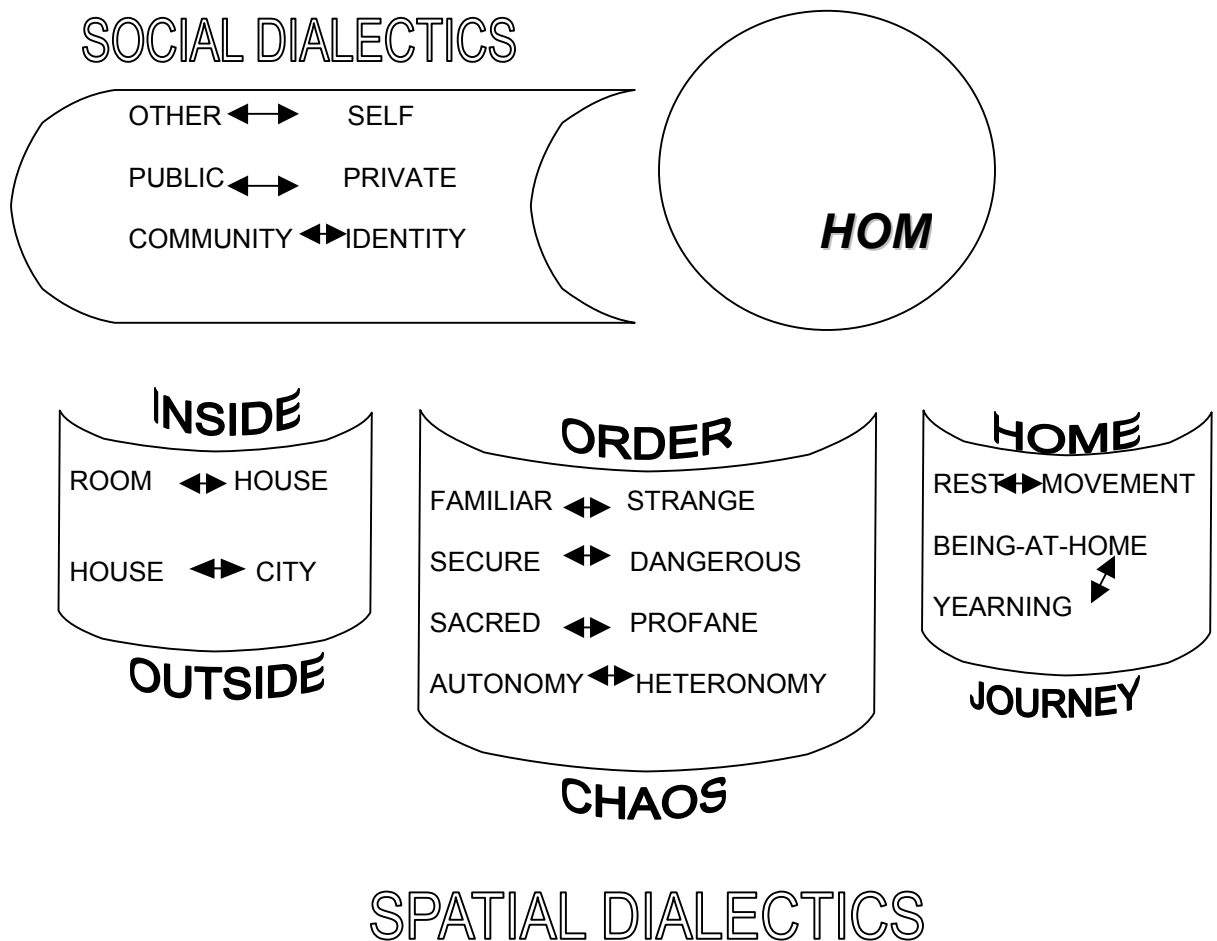 SOCIAL DIALECTICS
OTHER SELF
PUBLIC PRIVATE
COMMUNITY IDENTITY
HOM
INSIDE
ROOM HOUSE
HOUSE CITY
OUTSIDE
ORDER
FAMILIAR STRANGE
SECURE DANGEROUS
SACRED PROFANE
AUTONOMY HETERONOMY
CHAOS
HOME
REST MOVEMENT
BEING-AT-HOME
YEARNING
JOURNEY
SPATIAL DIALECTICS